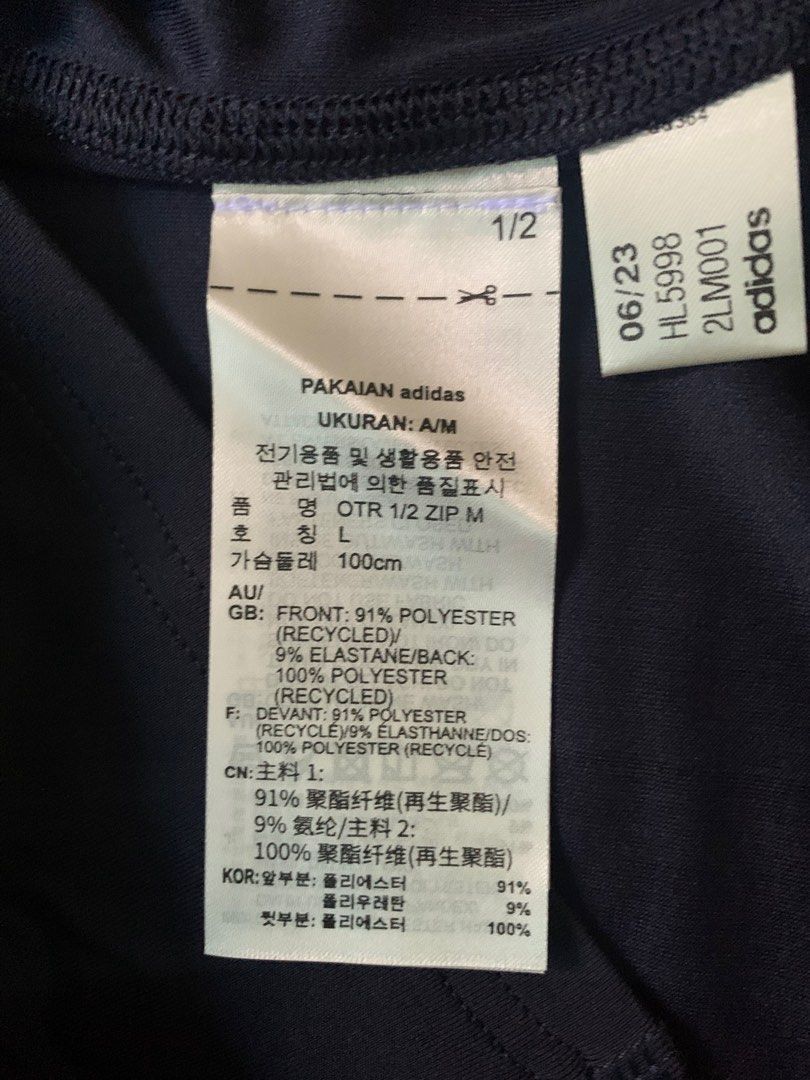 1/2
PAKAIAN adidas
UKURAN: A/M
전기용품 및 생활용품 안전
관리법에 의한 품질표시
품 명 OTR 1/2 ZIP M
호 칭 L
가슴둘레 100cm
AU/
GB: FRONT: 91% POLYESTER
(RECYCLED)/
9% ELASTANE/BACK:
100% POLYESTER
(RECYCLED)
F: DEVANT: 91% POLYESTER
(RECYCLÉ)/9% ÉLASTHANNE/DOS:
100% POLYESTER (RECYCLÉ)
CN: 主料 1:
91% 聚酯纤维(再生聚酯)/
9% 氨纶/主料 2:
100% 聚酯纤维(再生聚酯)
KOR: 앞부분: 폴리에스터 91%
폴리우레탄 9%
뒷부분: 폴리에스터 100%
06/23
HL5998
2LM001
adidas